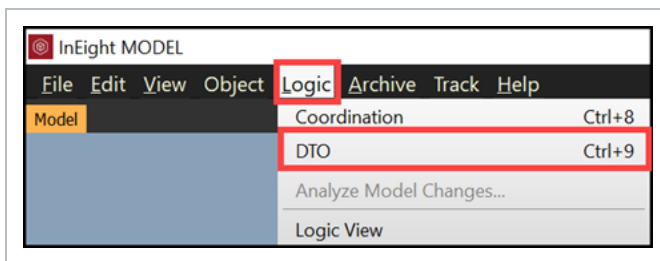 InEight MODEL
File Edit View Object Logic Archive Track Help
Model
Coordination Ctrl+8
DTO Ctrl+9
Analyze Model Changes...
Logic View